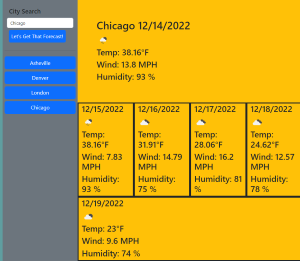 City Search
Chicago
Let's Get That Forecast!
Asheville
Denver
London
Chicago
Chicago 12/14/2022
Temp: 38.16°F
Wind: 13.8 MPH
Humidity: 93 %
12/15/2022
Temp:
38.16°F
Wind: 7.83
MPH
Humidity:
93 %
12/16/2022
Temp:
31.91°F
Wind: 14.79
MPH
Humidity:
75 %
12/17/2022
Temp:
28.06°F
Wind: 16.2
MPH
Humidity: 81
%
12/18/2022
Temp:
24.62°F
Wind: 12.57
MPH
Humidity:
78 %
12/19/2022
Temp: 23°F
Wind: 9.6 MPH
Humidity: 74 %